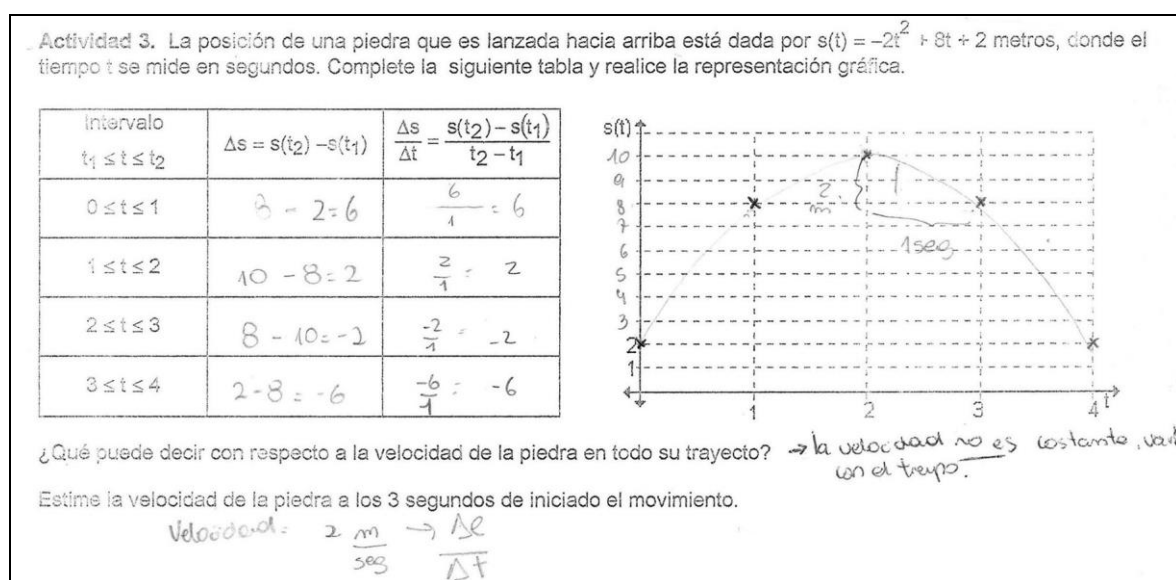 Actividad 3. La posición de una piedra que es lanzada hacia arriba está dada por s(t) = –2t² + 8t + 2 metros, donde el
tiempo t se mide en segundos. Complete la siguiente tabla y realice la representación gráfica.
Intervalo t₁ ≤ t ≤ t₂ | Δs = s(t₂) –s(t₁) | Δs/Δt = (s(t₂) – s(t₁))/(t₂ – t₁)
0 ≤ t ≤ 1 | 8 - 2 = 6 | 6/1 = 6
1 ≤ t ≤ 2 | 10 - 8 = 2 | 2/1 = 2
2 ≤ t ≤ 3 | 8 - 10 = -2 | -2/1 = -2
3 ≤ t ≤ 4 | 2 - 8 = -6 | -6/1 = -6
s(t)
10
9
8
7
6
5
4
3
2
1
2 m
1 seg
1 2 3 4 t
¿Qué puede decir con respecto a la velocidad de la piedra en todo su trayecto? → la velocidad no es costante, va
con el
Estime la velocidad de la piedra a los 3 segundos de iniciado el movimiento.
Velocidad = 2 m/seg → Δe/Δt